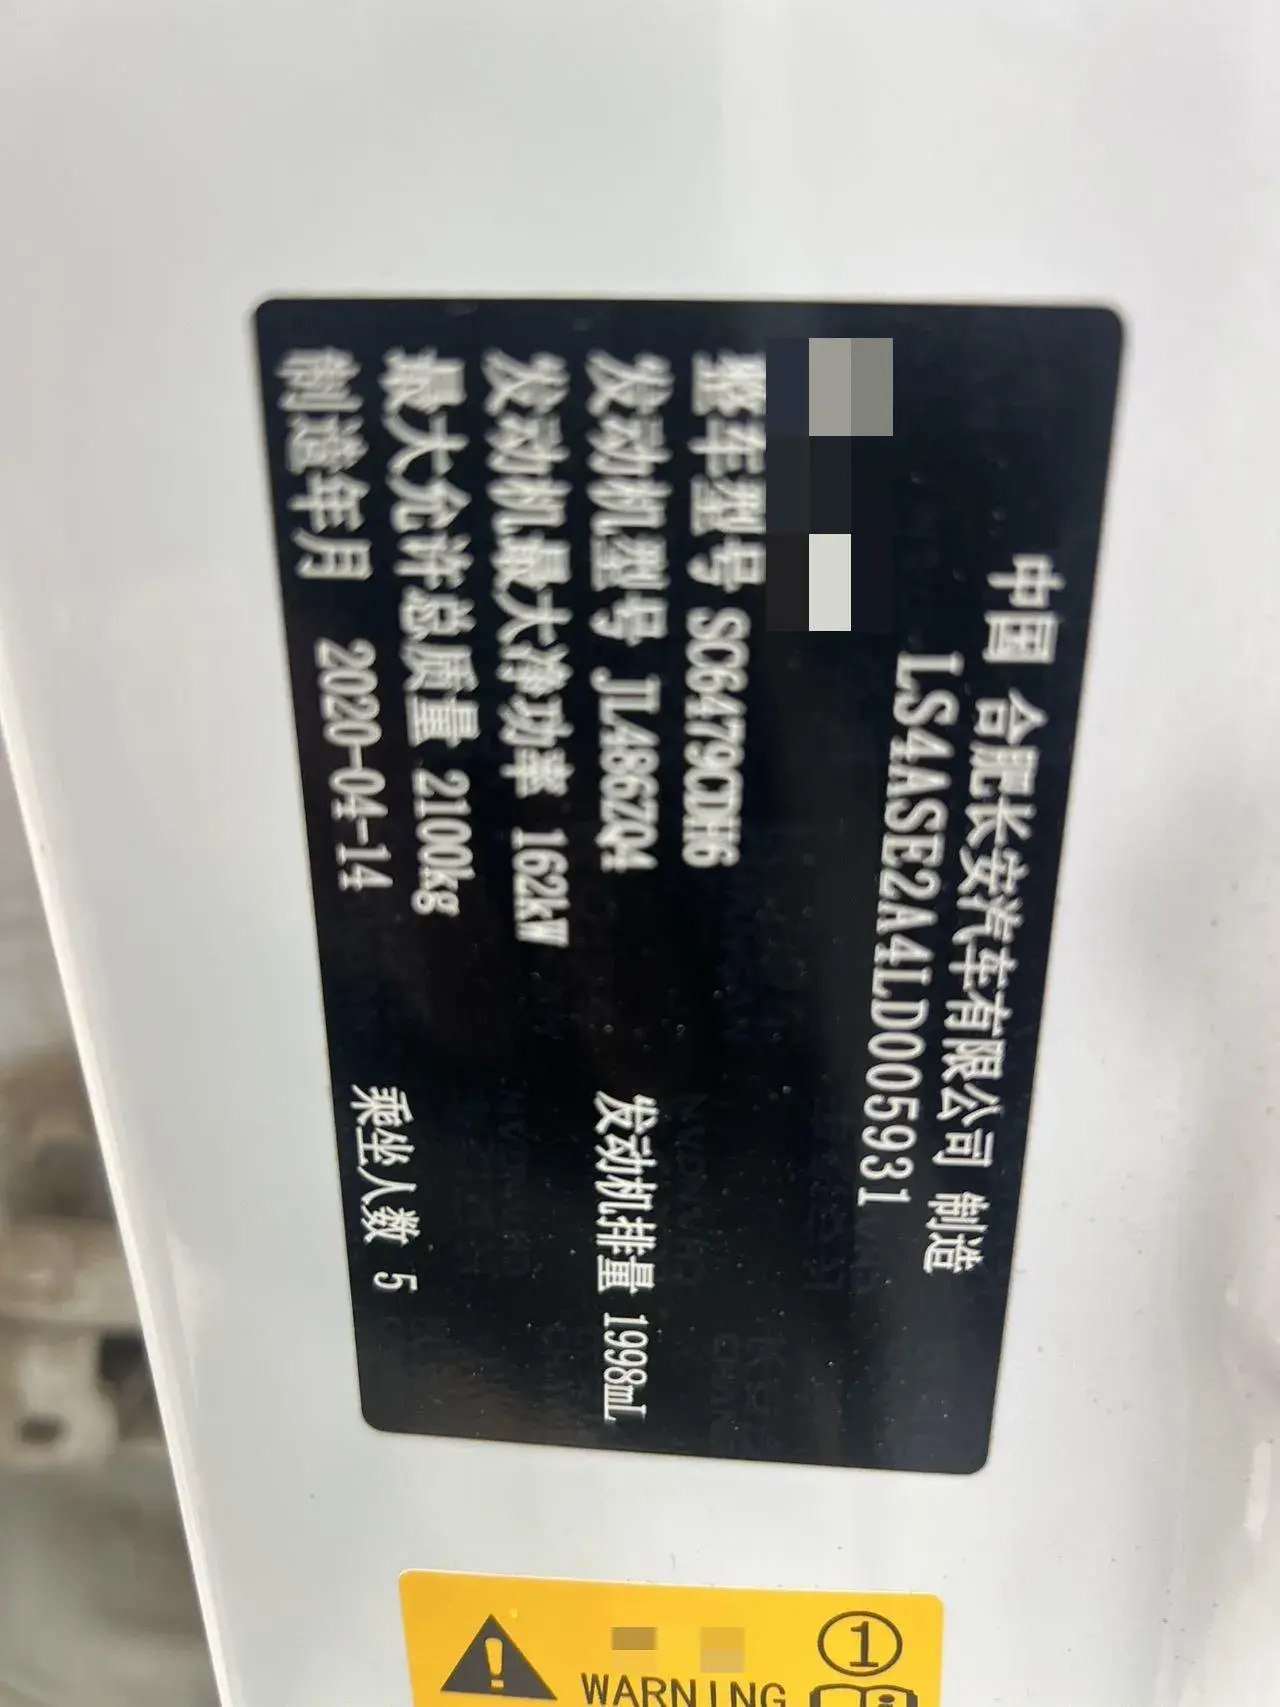 中国 合肥长安汽车有限公司 制造
LS4ASE2A4LD005931
整车型号 SC6479CDH6
发动机型号 JL486ZQ4 发动机排量 1998mL
发动机最大净功率 162kW
最大允许总质量 2100kg
制造年月 2020-04-14 乘坐人数 5
WARNING
1